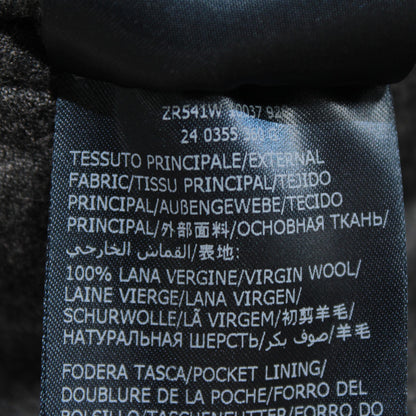 ZR541W
24 0355
TESSUTO PRINCIPALE/EXTERNAL
FABRIC/TISSU PRINCIPAL/TEJIDO
PRINCIPAL/AUßENGEWEBE/TECIDO
PRINCIPAL/外部面料/ОСНОВНАЯ ТКАНЬ/
القماش الخارجي/表地:
100% LANA VERGINE/VIRGIN WOOL/
LAINE VIERGE/LANA VIRGEN/
SCHURWOLLE/LÃ VIRGEM/初剪羊毛/
НАТУРАЛЬНАЯ ШЕРСТЬ/صوف بكر/羊毛
FODERA TASCA/POCKET LINING/
DOUBLURE DE LA POCHE/FORRO DEL
BOLSILLO/TASCHENFUTTER/FORRO DO